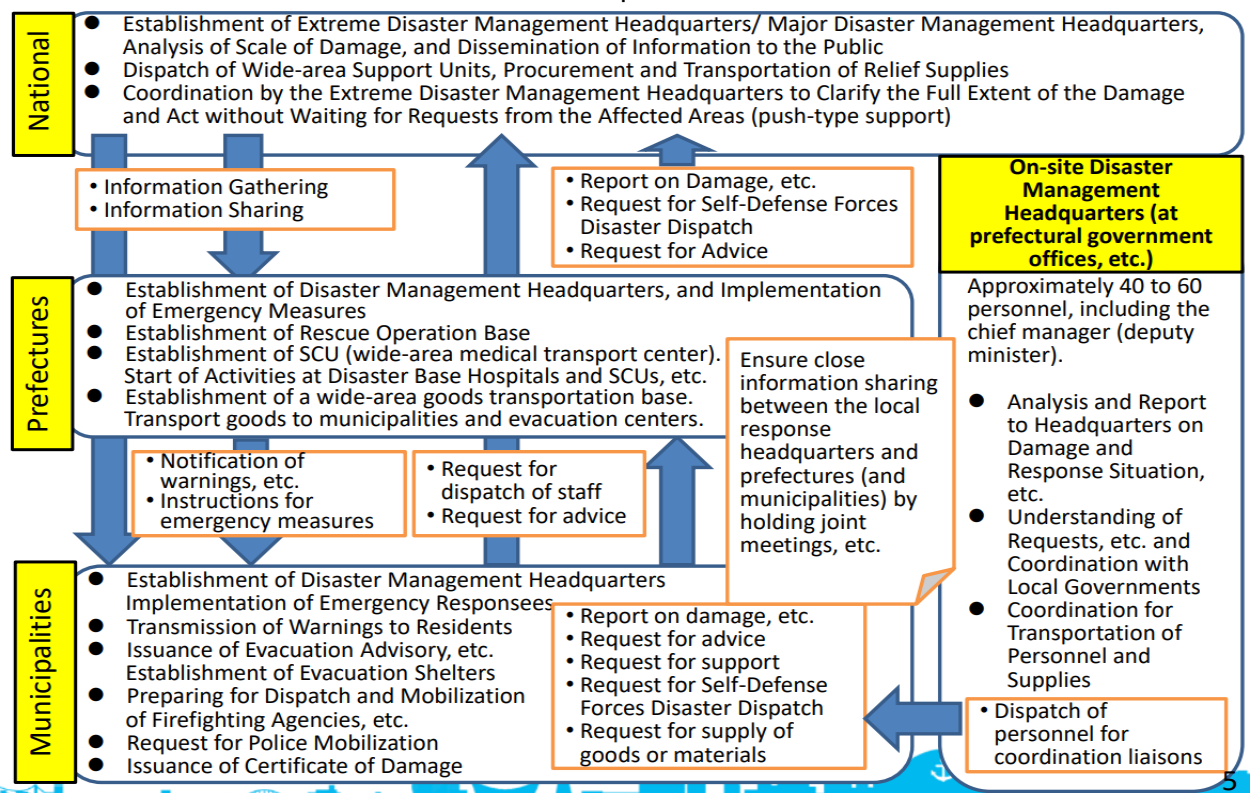 National
● Establishment of Extreme Disaster Management Headquarters/ Major Disaster Management Headquarters,
Analysis of Scale of Damage, and Dissemination of Information to the Public
● Dispatch of Wide-area Support Units, Procurement and Transportation of Relief Supplies
● Coordination by the Extreme Disaster Management Headquarters to Clarify the Full Extent of the Damage
and Act without Waiting for Requests from the Affected Areas (push-type support)
• Information Gathering
• Information Sharing
• Report on Damage, etc.
• Request for Self-Defense Forces
Disaster Dispatch
• Request for Advice
Prefectures
● Establishment of Disaster Management Headquarters, and Implementation
of Emergency Measures
● Establishment of Rescue Operation Base
● Establishment of SCU (wide-area medical transport center).
Start of Activities at Disaster Base Hospitals and SCUs, etc.
● Establishment of a wide-area goods transportation base.
Transport goods to municipalities and evacuation centers.
• Notification of
warnings, etc.
• Instructions for
emergency measures
• Request for
dispatch of staff
• Request for advice
Ensure close
information sharing
between the local
response
headquarters and
prefectures (and
municipalities) by
holding joint
meetings, etc.
Municipalities
● Establishment of Disaster Management Headquarters
Implementation of Emergency Responsees
● Transmission of Warnings to Residents
● Issuance of Evacuation Advisory, etc.
Establishment of Evacuation Shelters
● Preparing for Dispatch and Mobilization
of Firefighting Agencies, etc.
● Request for Police Mobilization
● Issuance of Certificate of Damage
• Report on damage, etc.
• Request for advice
• Request for support
• Request for Self-Defense
Forces Disaster Dispatch
• Request for supply of
goods or materials
On-site Disaster
Management
Headquarters (at
prefectural government
offices, etc.)
Approximately 40 to 60
personnel, including the
chief manager (deputy
minister).
● Analysis and Report
to Headquarters on
Damage and
Response Situation,
etc.
● Understanding of
Requests, etc. and
Coordination with
Local Governments
● Coordination for
Transportation of
Personnel and
Supplies
• Dispatch of
personnel for
coordination liaisons
5